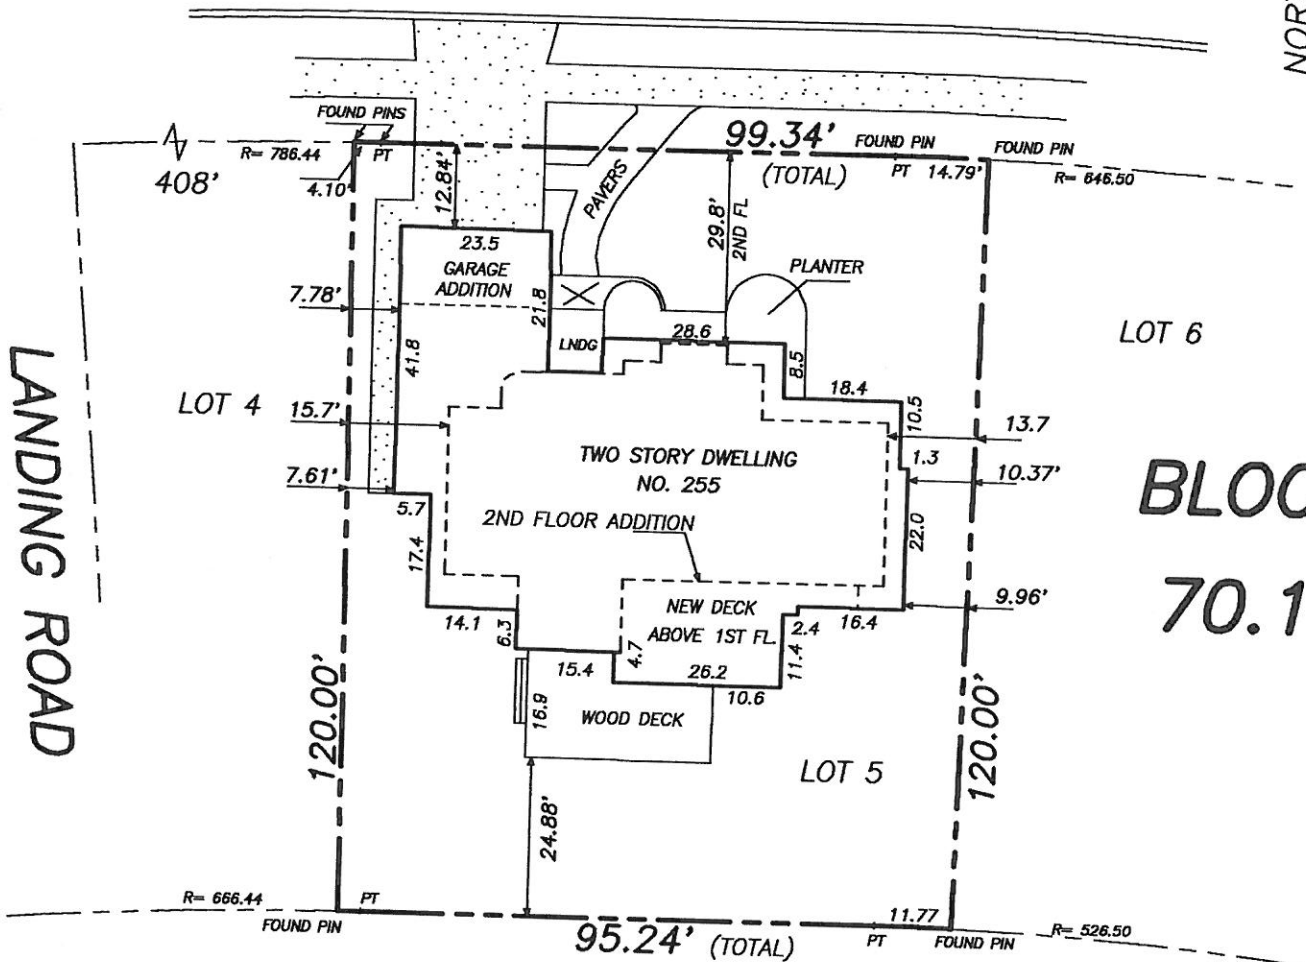 NOR
FOUND PINS
R= 786.44
PT
4.10'
408'
12.84'
PAVERS
99.34'
(TOTAL)
FOUND PIN
PT
14.79'
FOUND PIN
R= 646.50
29.8'
2ND FL
23.5
GARAGE
ADDITION
21.8
7.78'
41.8
LNDG
28.6
PLANTER
8.5
18.4
10.5
LOT 6
LOT 4
15.7'
13.7
1.3
7.61'
10.37'
5.7
TWO STORY DWELLING
NO. 255
2ND FLOOR ADDITION
22.0
BLOC
70.1
LANDING ROAD
17.4
14.1
6.3
NEW DECK
ABOVE 1ST FL.
2.4
16.4
9.96'
15.4
4.7
26.2
11.4
10.6
16.9
WOOD DECK
LOT 5
120.00'
120.00'
24.88'
R= 666.44
PT
FOUND PIN
95.24' (TOTAL)
11.77
PT
FOUND PIN
R= 526.50